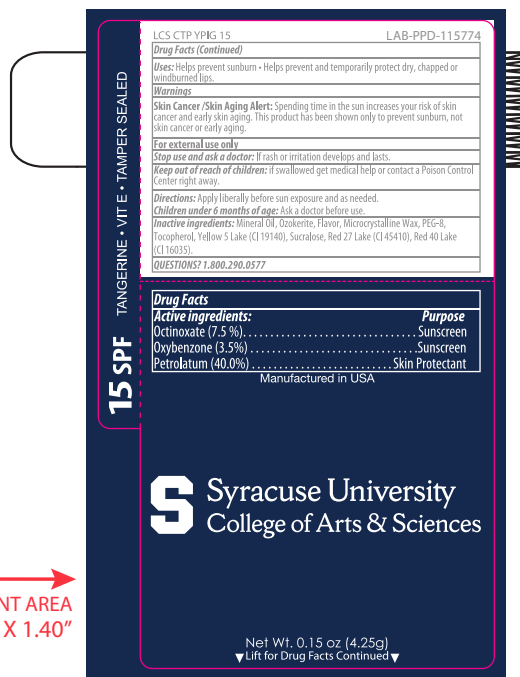 LCS CTP YPIG 15 LAB-PPD-115774
Drug Facts (Continued)
Uses: Helps prevent sunburn • Helps prevent and temporarily protect dry, chapped or
windburned lips.
Warnings
Skin Cancer /Skin Aging Alert: Spending time in the sun increases your risk of skin
cancer and early skin aging. This product has been shown only to prevent sunburn, not
skin cancer or early aging.
For external use only
Stop use and ask a doctor: If rash or irritation develops and lasts.
Keep out of reach of children: if swallowed get medical help or contact a Poison Control
Center right away.
Directions: Apply liberally before sun exposure and as needed.
Children under 6 months of age: Ask a doctor before use.
Inactive ingredients: Mineral Oil, Ozokerite, Flavor, Microcrystalline Wax, PEG-8,
Tocopherol, Yellow 5 Lake (Cl 19140), Sucralose, Red 27 Lake (Cl 45410), Red 40 Lake
(Cl 16035).
QUESTIONS? 1.800.290.0577
15 SPF TANGERINE • VIT E • TAMPER SEALED
Drug Facts
Active ingredients: Purpose
Octinoxate (7.5 %)................................Sunscreen
Oxybenzone (3.5%)...............................Sunscreen
Petrolatum (40.0%)..........................Skin Protectant
Manufactured in USA
S Syracuse University
College of Arts & Sciences
NT AREA
X 1.40"
Net Wt. 0.15 oz (4.25g)
▼Lift for Drug Facts Continued▼